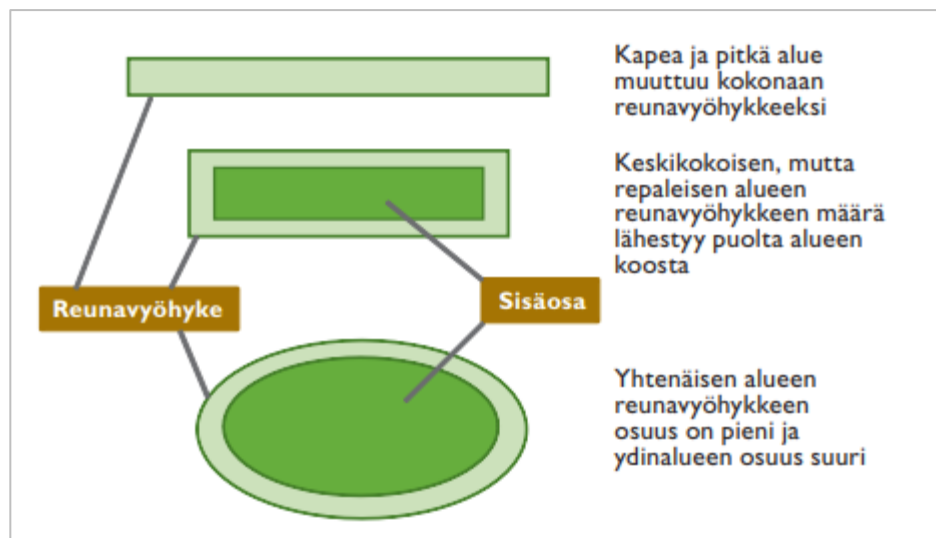 Kapea ja pitkä alue
muuttuu kokonaan
reunavyöhykkeeksi
Keskikokoisen, mutta
repaleisen alueen
reunavyöhykkeen määrä
lähestyy puolta alueen
koosta
Reunavyöhyke
Sisäosa
Yhtenäisen alueen
reunavyöhykkeen
osuus on pieni ja
ydinalueen osuus suuri